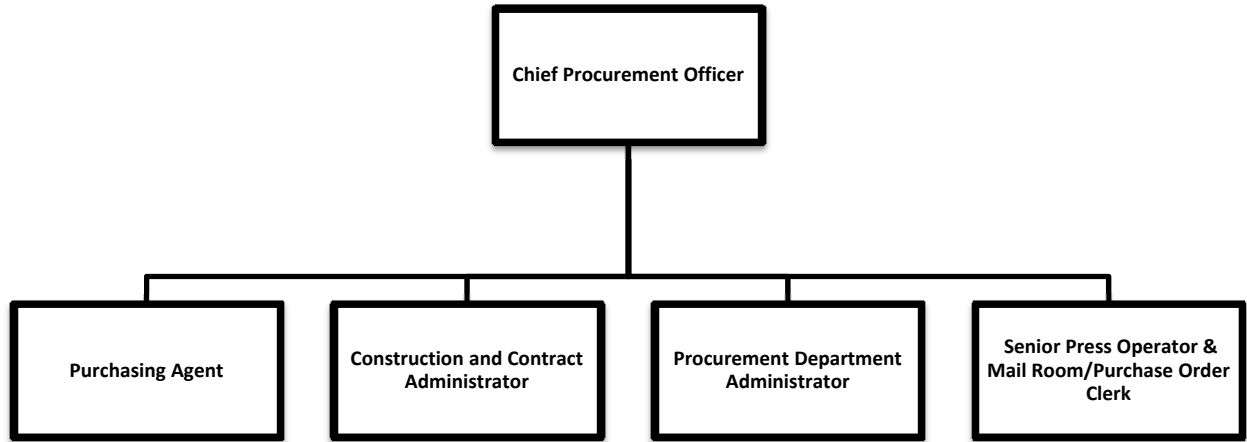 Chief Procurement Officer
Purchasing Agent
Construction and Contract
Administrator
Procurement Department
Administrator
Senior Press Operator &
Mail Room/Purchase Order
Clerk